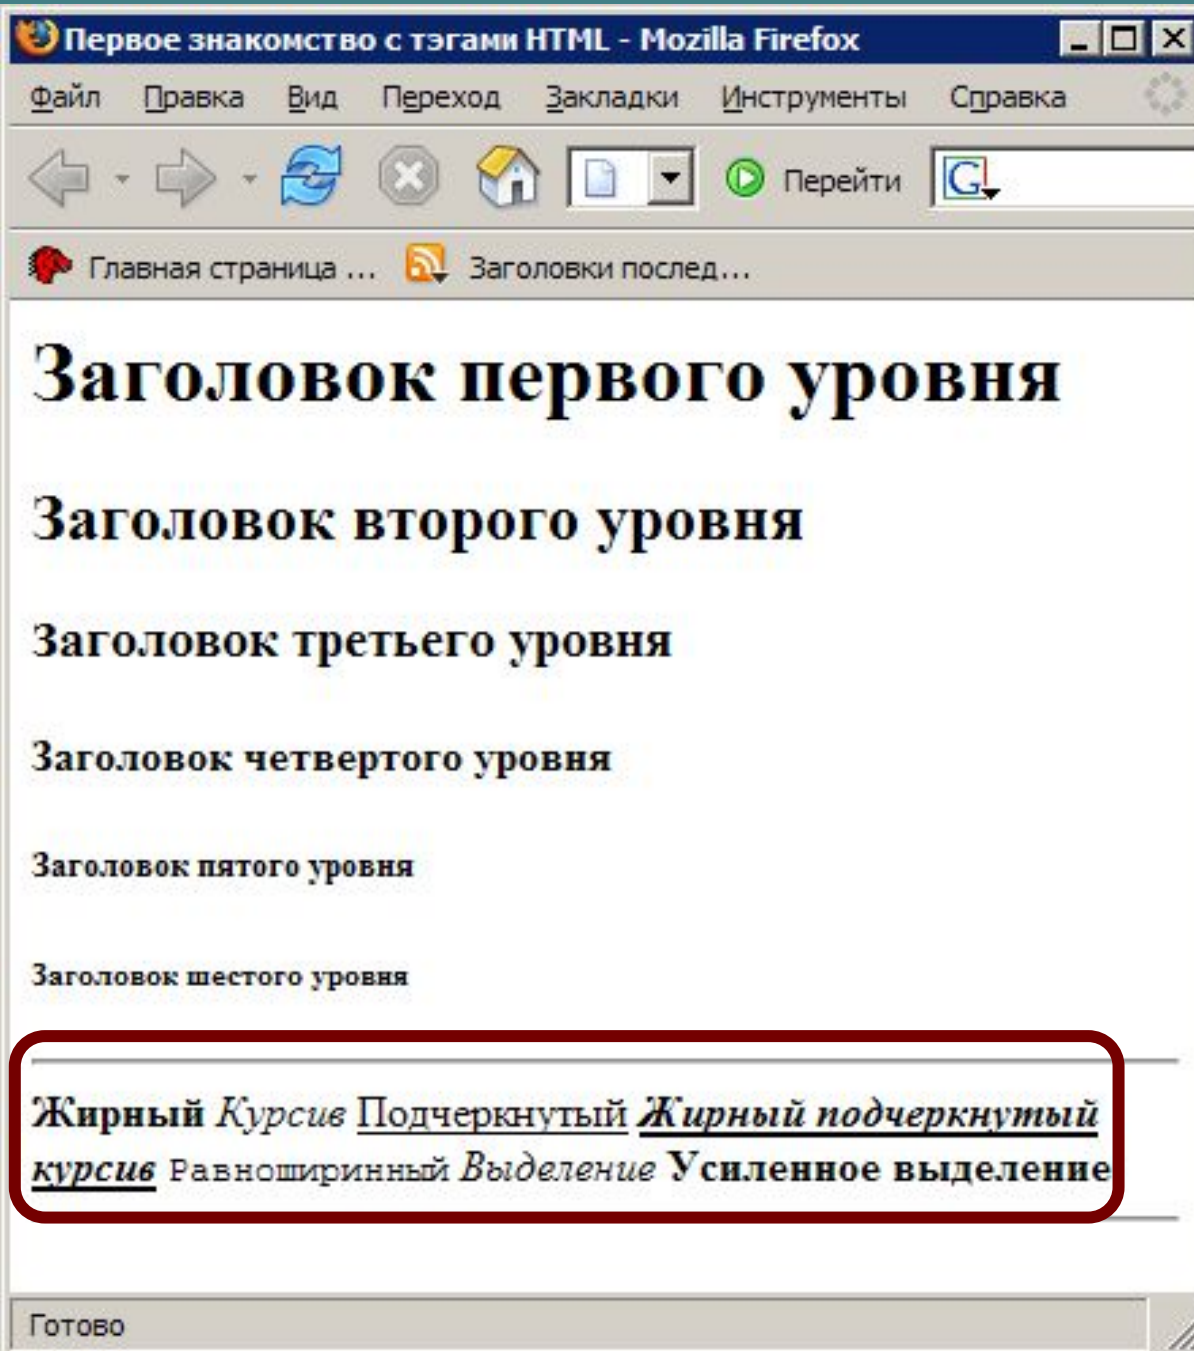 Первое знакомство с тэгами HTML - Mozilla Firefox
Файл Правка Вид Переход Закладки Инструменты Справка
Перейти G
Главная страница ... Заголовки послед...
Заголовок первого уровня
Заголовок второго уровня
Заголовок третьего уровня
Заголовок четвертого уровня
Заголовок пятого уровня
Заголовок шестого уровня
Жирный Курсив Подчеркнутый Жирный подчеркнутый
курсив Равноширинный Выделение Усиленное выделение
Готово